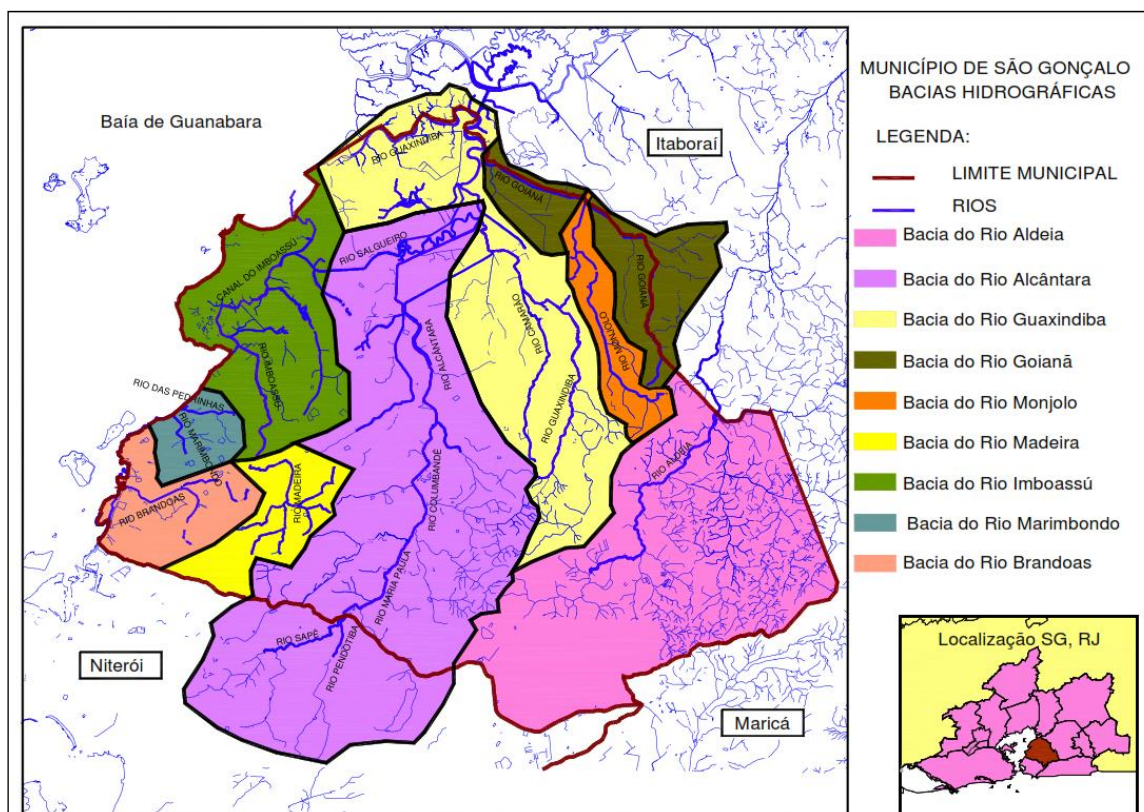 MUNICÍPIO DE SÃO GONÇALO
BACIAS HIDROGRÁFICAS
LEGENDA:
LIMITE MUNICIPAL
RIOS
Bacia do Rio Aldeia
Bacia do Rio Alcântara
Bacia do Rio Guaxindiba
Bacia do Rio Goianã
Bacia do Rio Monjolo
Bacia do Rio Madeira
Bacia do Rio Imboassú
Bacia do Rio Marimbondo
Bacia do Rio Brandoas
Localização SG, RJ
Baía de Guanabara
Itaboraí
Niterói
Maricá
RIO GUAXINDIBA
RIO GOIANÃ
RIO SALGUEIRO
CANAL DO IMBOASSÚ
RIO GOIANÃ
RIO ALCÂNTARA
RIO CAMARÃO
RIO MONJOLO
RIO IMBOASSÚ
RIO DAS PEDRINHAS
RIO MARIMBONDO
RIO GUAXINDIBA
RIO ALDEIA
RIO MADEIRA
RIO BRANDOAS
RIO COLUMBANDÊ
RIO MARIA PAULA
RIO SAPÊ
RIO PENDOTIBA